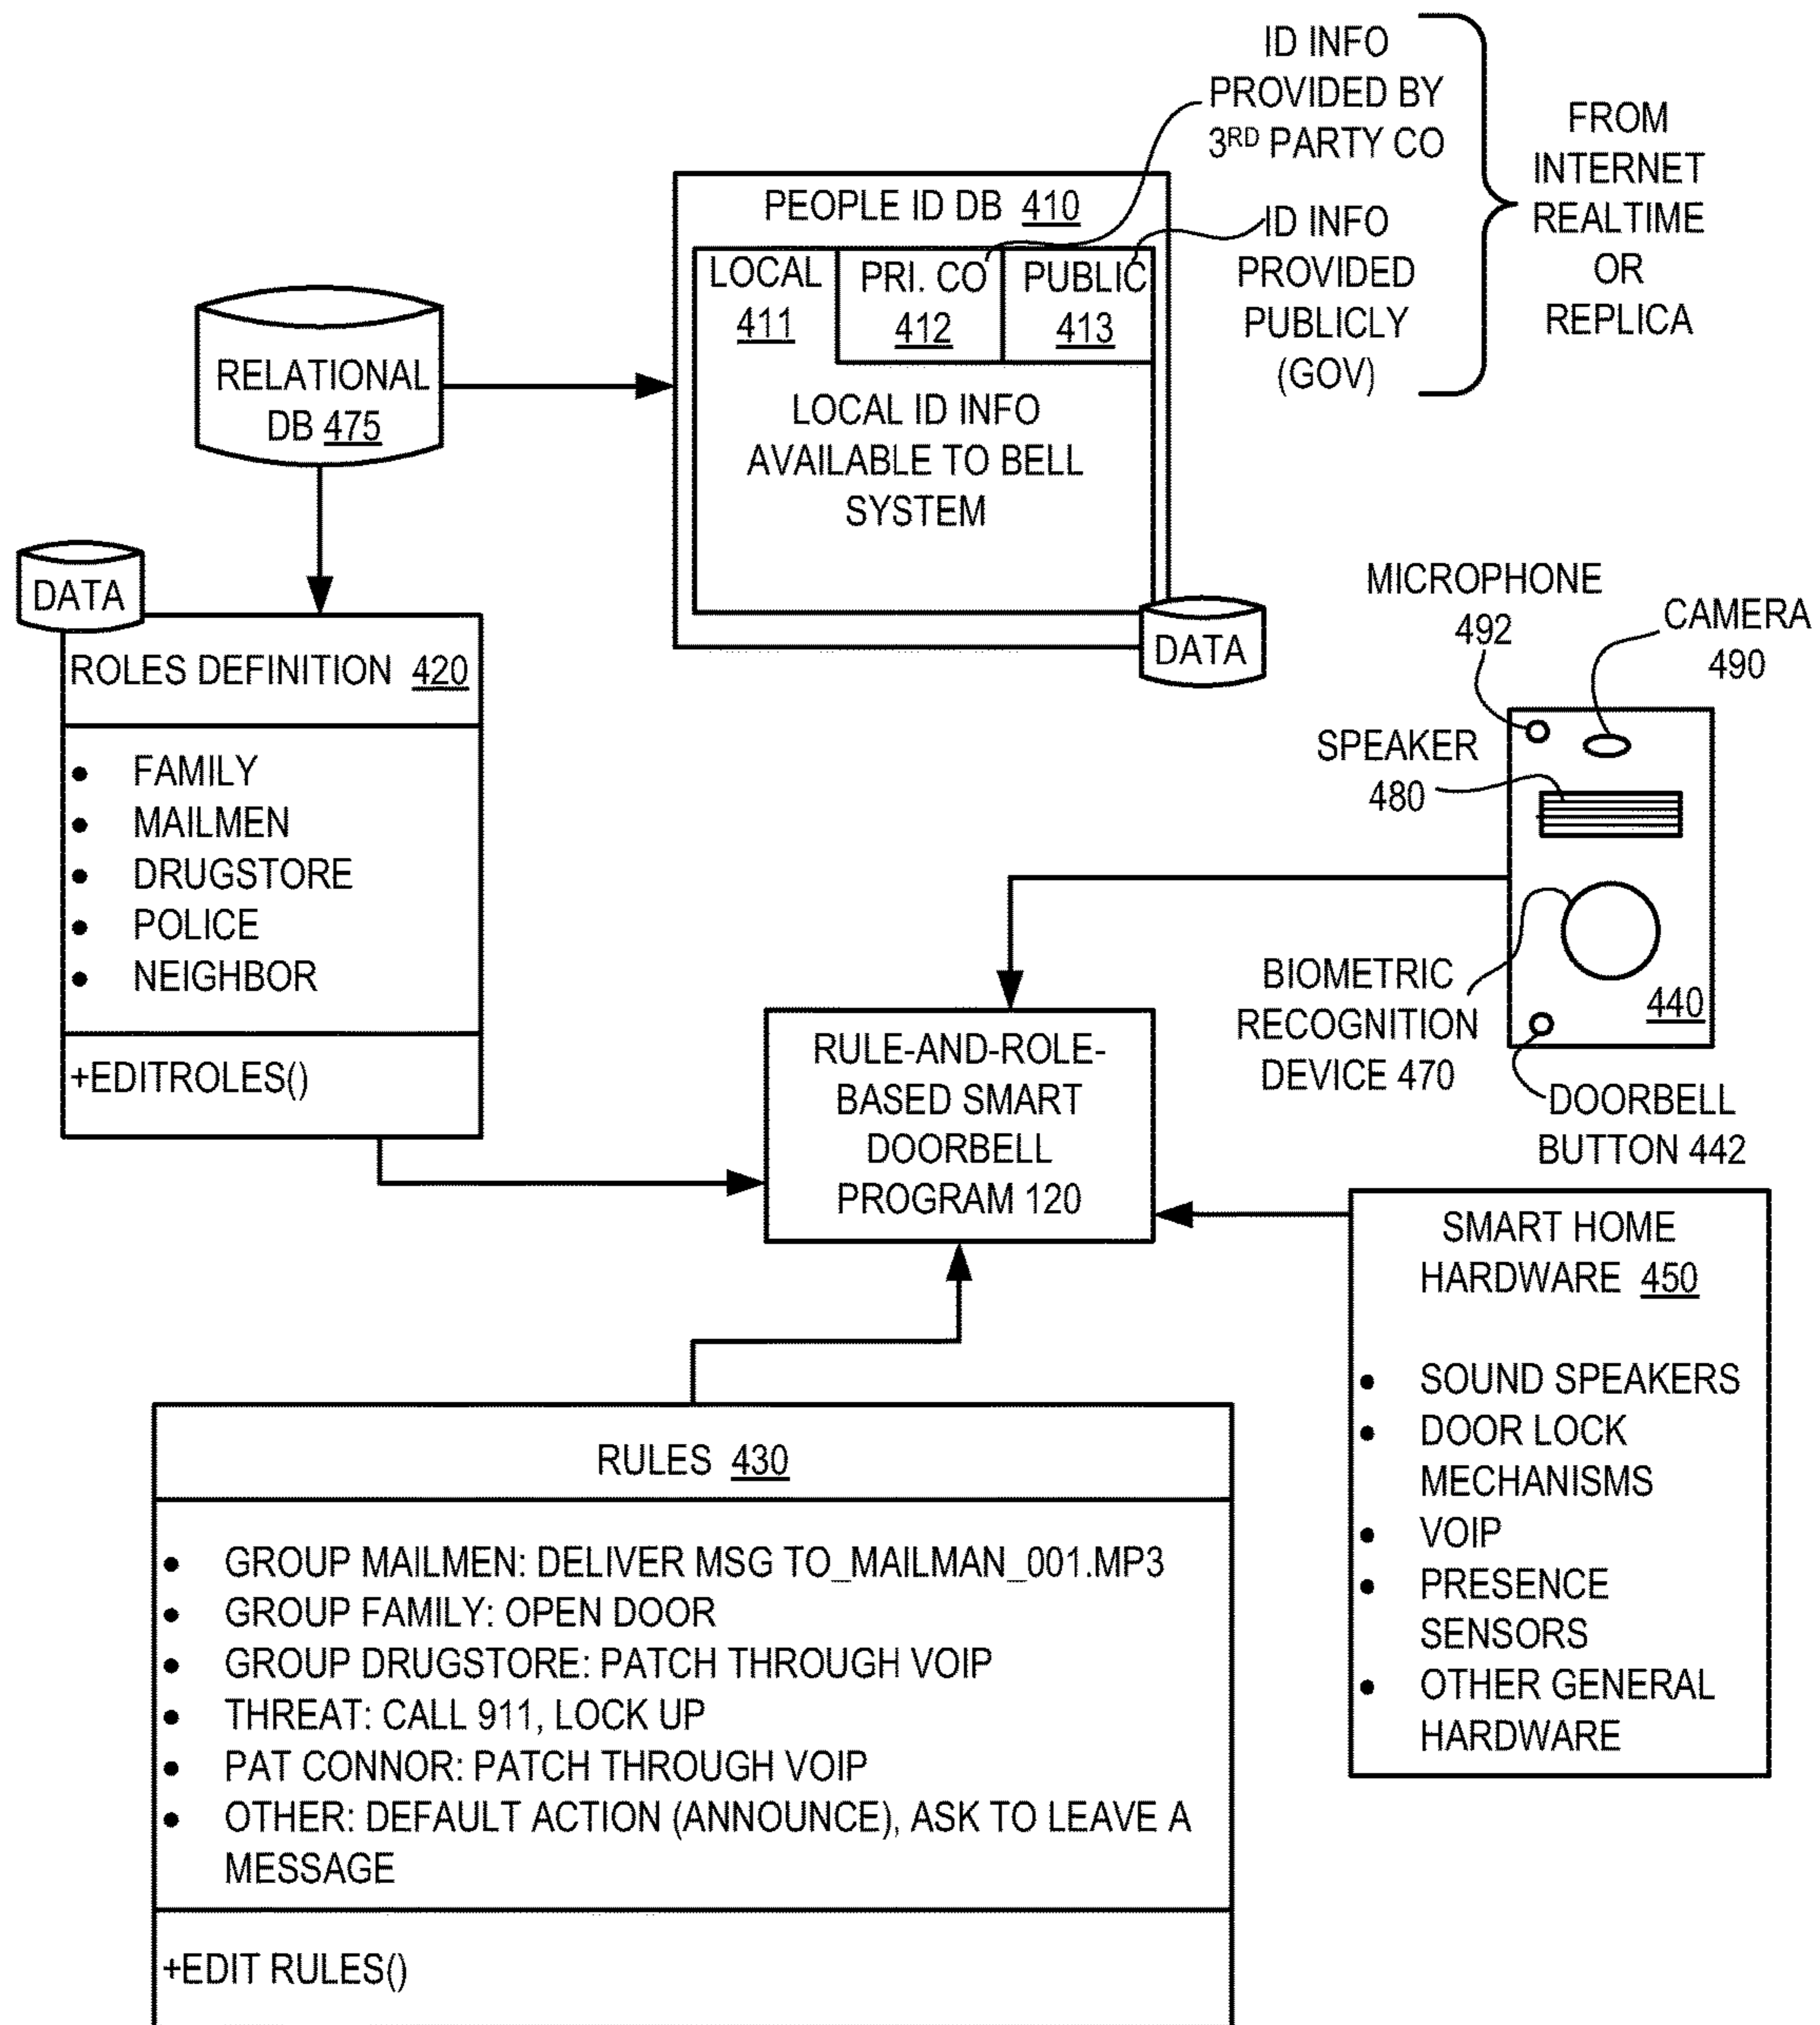 ID INFO
PROVIDED BY
3RD PARTY CO
ID INFO
PROVIDED
PUBLICLY
(GOV)
FROM
INTERNET
REALTIME
OR
REPLICA
PEOPLE ID DB 410
LOCAL
411
PRI. CO
412
PUBLIC
413
LOCAL ID INFO
AVAILABLE TO BELL
SYSTEM
DATA
RELATIONAL
DB 475
DATA
ROLES DEFINITION 420
• FAMILY
• MAILMEN
• DRUGSTORE
• POLICE
• NEIGHBOR
+EDITROLES()
MICROPHONE
492
CAMERA
490
SPEAKER
480
BIOMETRIC
RECOGNITION
DEVICE 470
440
DOORBELL
BUTTON 442
RULE-AND-ROLE-
BASED SMART
DOORBELL
PROGRAM 120
SMART HOME
HARDWARE 450
• SOUND SPEAKERS
• DOOR LOCK
MECHANISMS
• VOIP
• PRESENCE
SENSORS
• OTHER GENERAL
HARDWARE
RULES 430
• GROUP MAILMEN: DELIVER MSG TO_MAILMAN_001.MP3
• GROUP FAMILY: OPEN DOOR
• GROUP DRUGSTORE: PATCH THROUGH VOIP
• THREAT: CALL 911, LOCK UP
• PAT CONNOR: PATCH THROUGH VOIP
• OTHER: DEFAULT ACTION (ANNOUNCE), ASK TO LEAVE A
MESSAGE
+EDIT RULES()